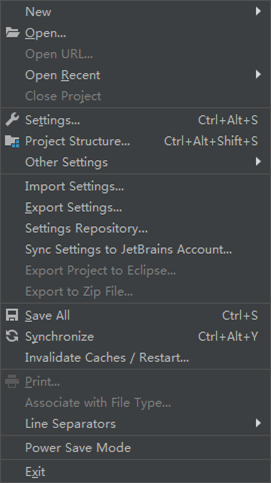 New
Open...
Open URL...
Open Recent
Close Project
Settings... Ctrl+Alt+S
Project Structure... Ctrl+Alt+Shift+S
Other Settings
Import Settings...
Export Settings...
Settings Repository...
Sync Settings to JetBrains Account...
Export Project to Eclipse...
Export to Zip File...
Save All Ctrl+S
Synchronize Ctrl+Alt+Y
Invalidate Caches / Restart...
Print...
Associate with File Type...
Line Separators
Power Save Mode
Exit